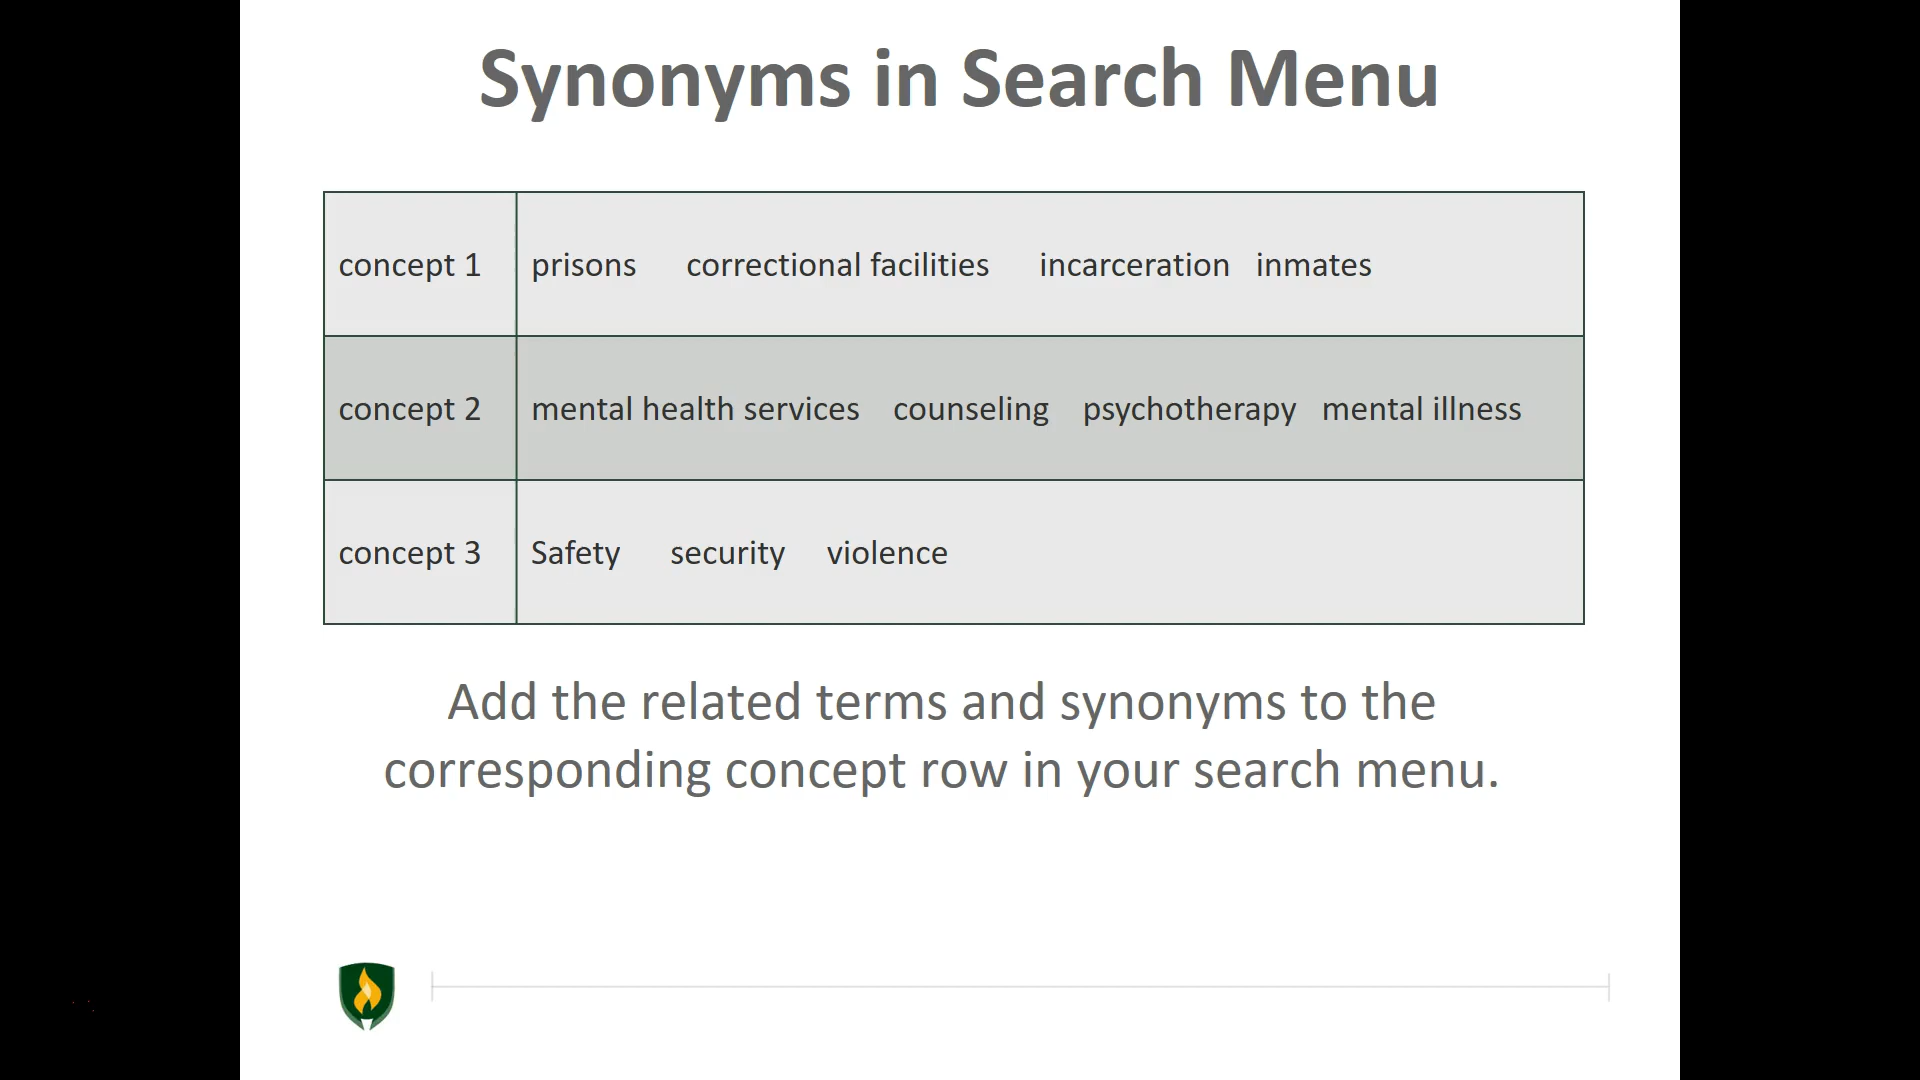 Synonyms in Search Menu
concept 1 prisons correctional facilities incarceration inmates
concept 2 mental health services counseling psychotherapy mental illness
concept 3 Safety security violence
Add the related terms and synonyms to the
corresponding concept row in your search menu.